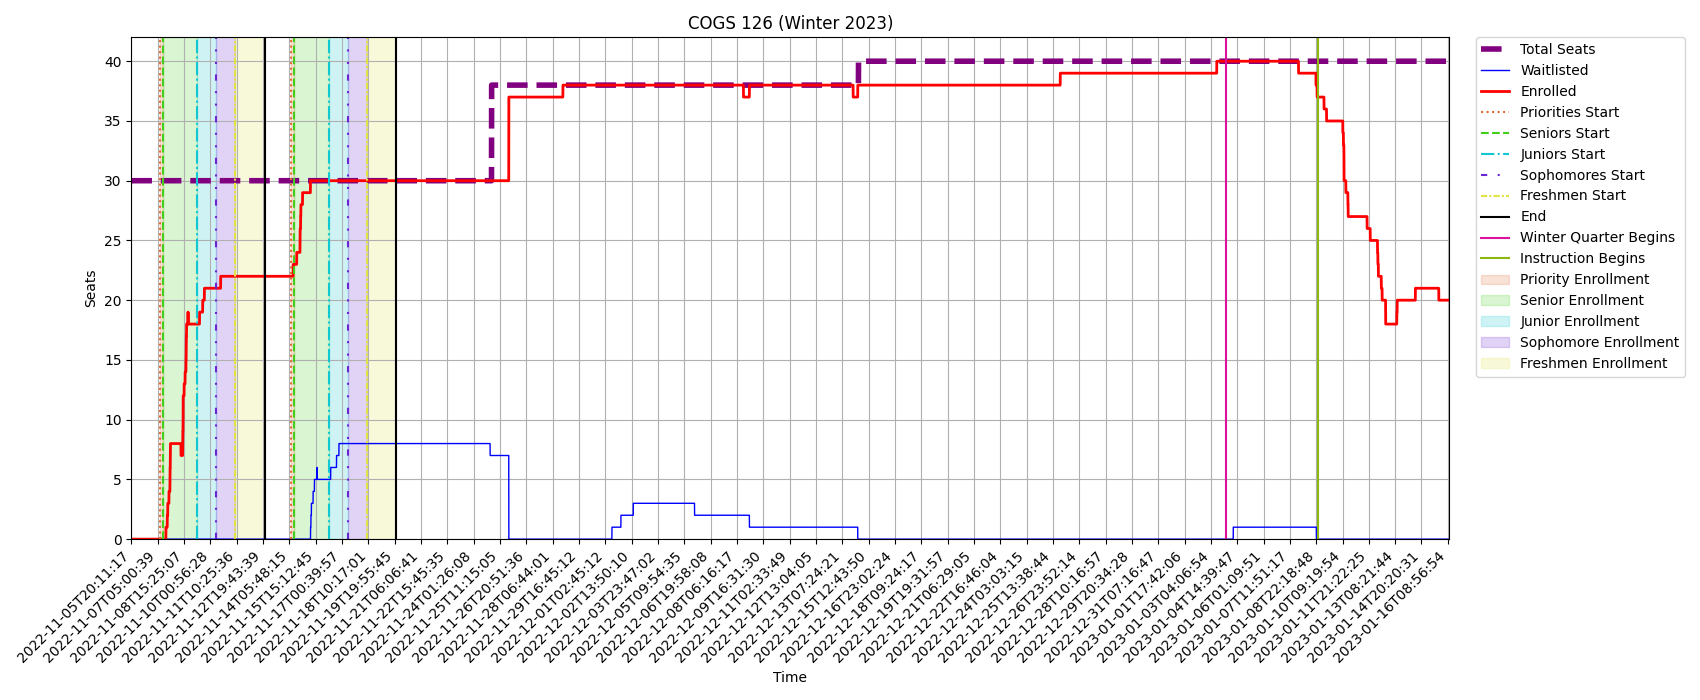 COGS 126 (Winter 2023)
Seats
40
35
30
25
20
15
10
5
0
2022-11-05T20:11:17
2022-11-07T05:00:39
2022-11-08T15:25:07
2022-11-10T00:56:28
2022-11-11T10:25:36
2022-11-12T19:43:39
2022-11-14T05:48:15
2022-11-15T15:12:45
2022-11-17T00:39:57
2022-11-18T10:17:01
2022-11-19T19:55:45
2022-11-21T06:06:41
2022-11-22T15:45:35
2022-11-24T01:26:08
2022-11-25T11:15:05
2022-11-26T20:51:36
2022-11-28T06:44:01
2022-11-29T16:45:12
2022-12-01T02:45:12
2022-12-02T13:50:10
2022-12-03T23:47:02
2022-12-05T09:54:35
2022-12-06T19:58:08
2022-12-08T06:16:17
2022-12-09T16:31:30
2022-12-11T02:33:49
2022-12-12T13:04:05
2022-12-13T07:24:21
2022-12-15T12:43:50
2022-12-16T23:02:24
2022-12-18T09:24:17
2022-12-19T19:31:57
2022-12-21T06:29:05
2022-12-22T16:46:04
2022-12-24T03:03:15
2022-12-25T13:38:44
2022-12-26T23:52:14
2022-12-28T10:16:57
2022-12-29T20:34:28
2022-12-31T07:16:47
2023-01-01T17:42:06
2023-01-03T04:06:54
2023-01-04T14:39:47
2023-01-06T01:09:51
2023-01-07T11:51:17
2023-01-08T22:18:48
2023-01-10T09:19:54
2023-01-11T21:22:25
2023-01-13T08:21:44
2023-01-14T20:20:31
2023-01-16T08:56:54
Time
Total Seats
Waitlisted
Enrolled
Priorities Start
Seniors Start
Juniors Start
Sophomores Start
Freshmen Start
End
Winter Quarter Begins
Instruction Begins
Priority Enrollment
Senior Enrollment
Junior Enrollment
Sophomore Enrollment
Freshmen Enrollment